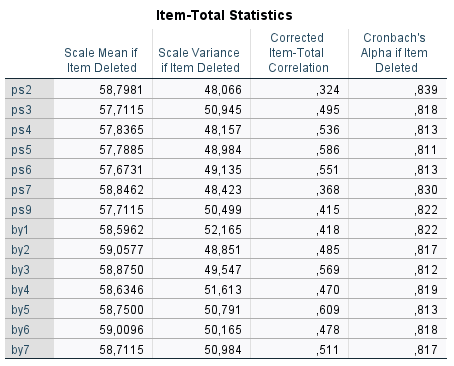 Item-Total Statistics
Scale Mean if Item Deleted Scale Variance if Item Deleted Corrected Item-Total Correlation Cronbach's Alpha if Item Deleted
ps2 58,7981 48,066 ,324 ,839
ps3 57,7115 50,945 ,495 ,818
ps4 57,8365 48,157 ,536 ,813
ps5 57,7885 48,984 ,586 ,811
ps6 57,6731 49,135 ,551 ,813
ps7 58,8462 48,423 ,368 ,830
ps9 57,7115 50,499 ,415 ,822
by1 58,5962 52,165 ,418 ,822
by2 59,0577 48,851 ,485 ,817
by3 58,8750 49,547 ,569 ,812
by4 58,6346 51,613 ,470 ,819
by5 58,7500 50,791 ,609 ,813
by6 59,0096 50,165 ,478 ,818
by7 58,7115 50,984 ,511 ,817